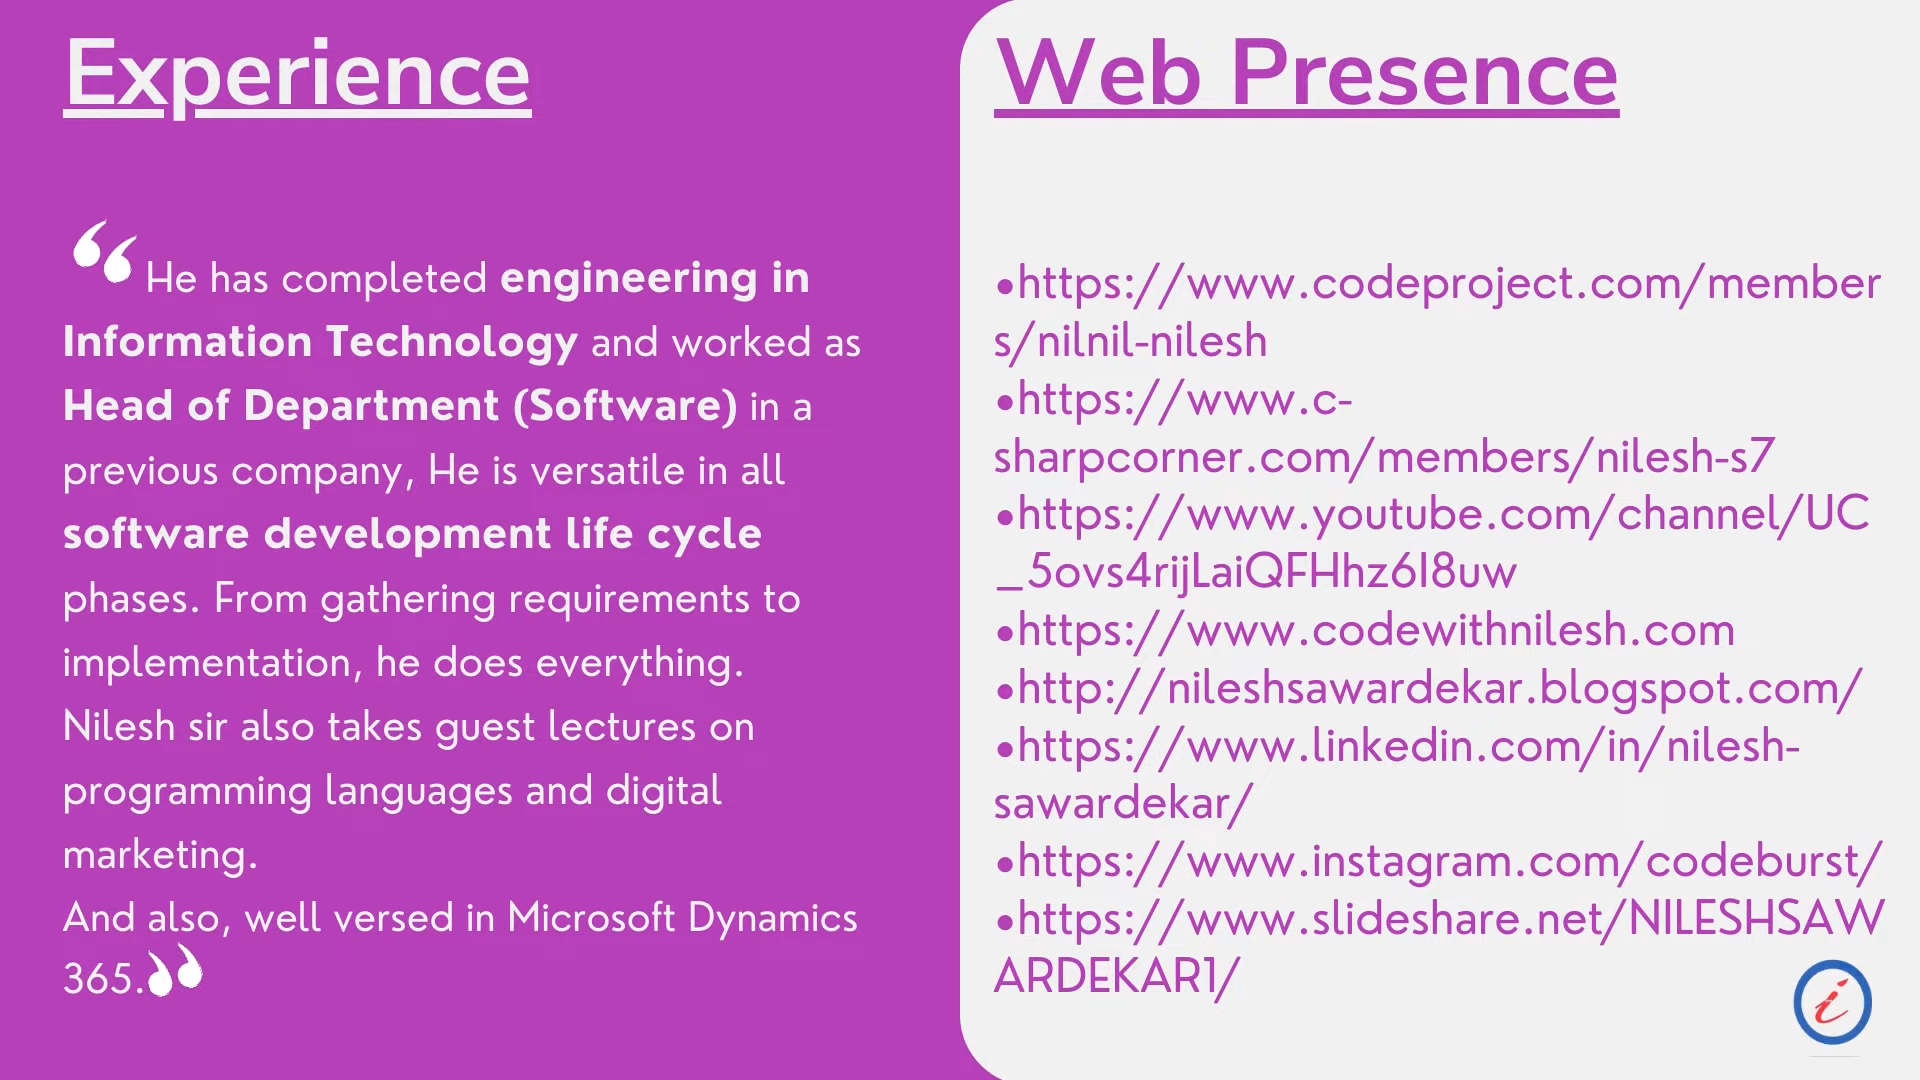 Experience
“He has completed engineering in
Information Technology and worked as
Head of Department (Software) in a
previous company, He is versatile in all
software development life cycle
phases. From gathering requirements to
implementation, he does everything.
Nilesh sir also takes guest lectures on
programming languages and digital
marketing.
And also, well versed in Microsoft Dynamics
365.”
Web Presence
•https://www.codeproject.com/member
s/nilnil-nilesh
•https://www.c-
sharpcorner.com/members/nilesh-s7
•https://www.youtube.com/channel/UC
_5ovs4rijLaiQFHhz6I8uw
•https://www.codewithnilesh.com
•http://nileshsawardekar.blogspot.com/
•https://www.linkedin.com/in/nilesh-
sawardekar/
•https://www.instagram.com/codeburst/
•https://www.slideshare.net/NILESHSAW
ARDEKAR1/
i